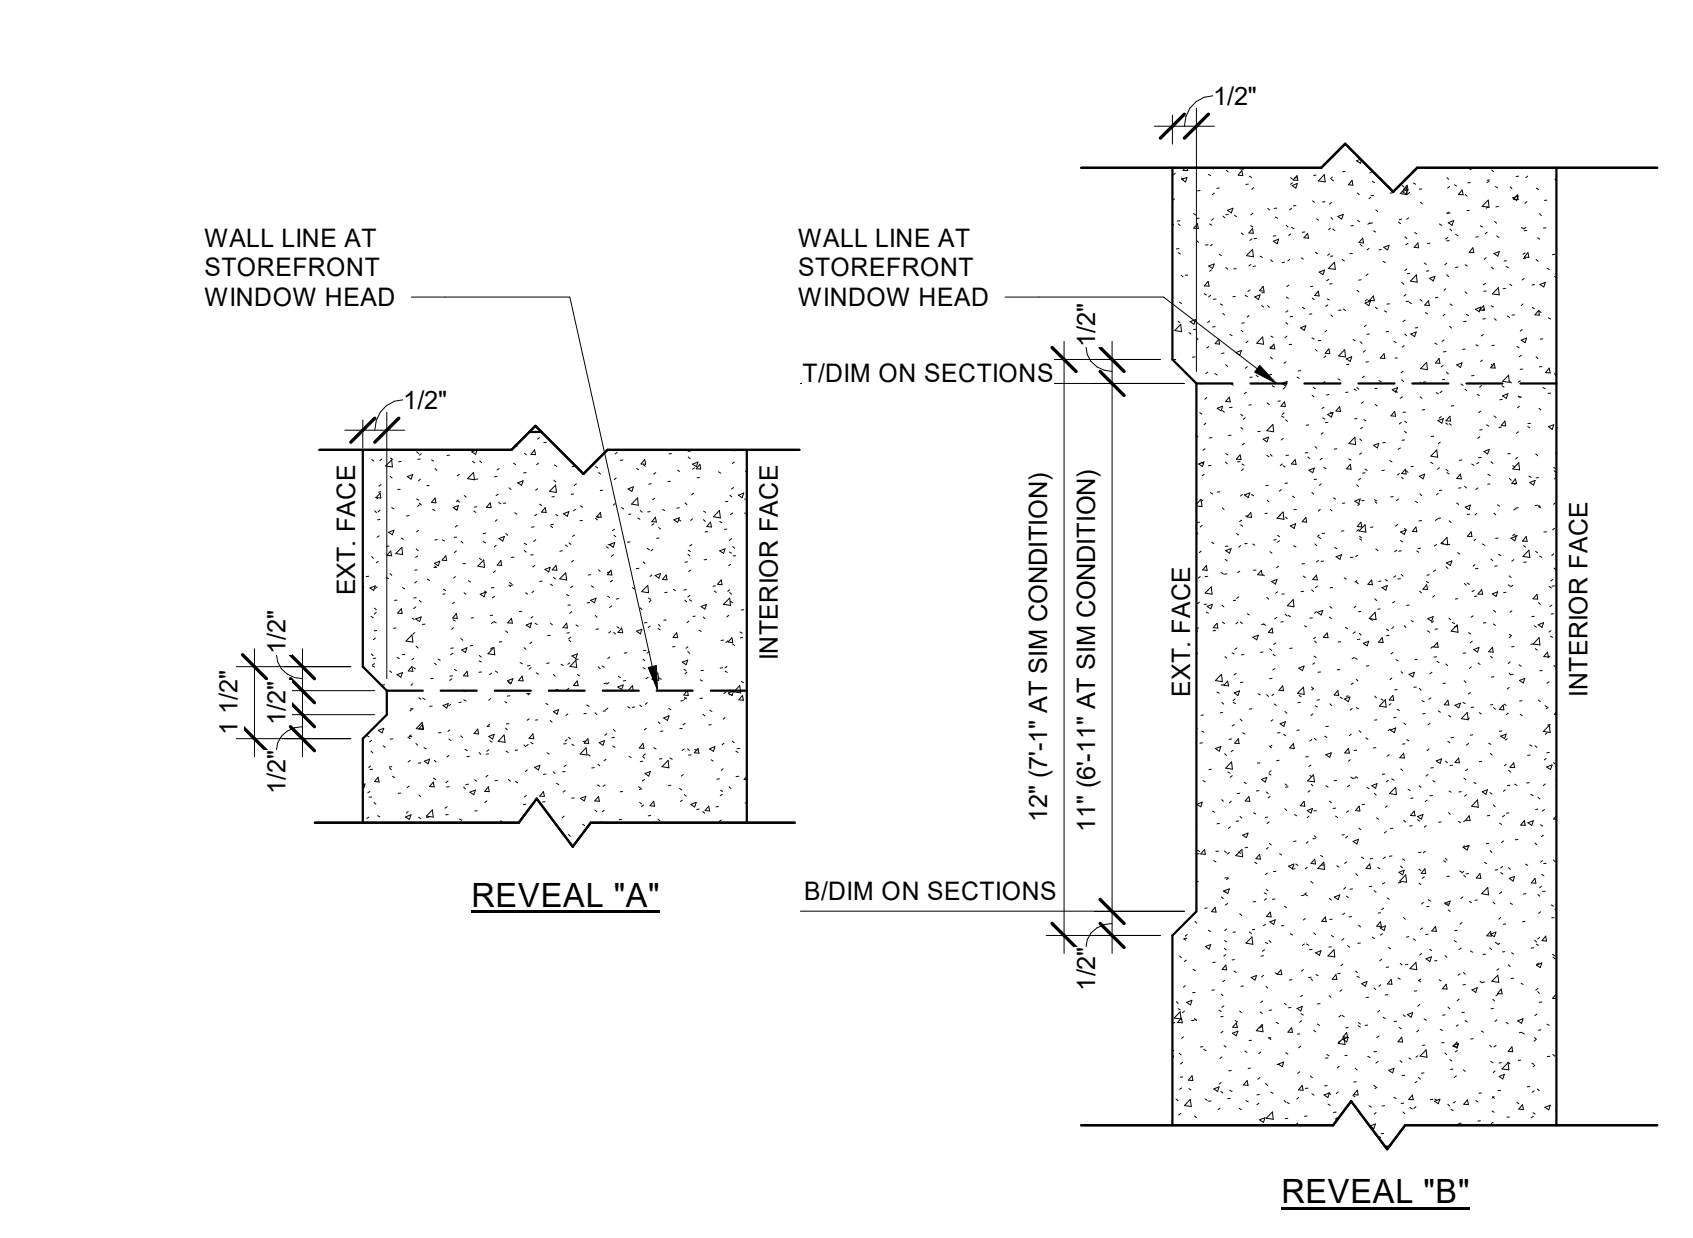 1/2"
WALL LINE AT
STOREFRONT
WINDOW HEAD
1/2"
EXT. FACE
INTERIOR FACE
1/2"
1/2"
1/2"
1 1/2"
REVEAL "A"
1/2"
WALL LINE AT
STOREFRONT
WINDOW HEAD
1/2"
T/DIM ON SECTIONS
12" (7'-1" AT SIM CONDITION)
11" (6'-11" AT SIM CONDITION)
EXT. FACE
INTERIOR FACE
B/DIM ON SECTIONS
1/2"
REVEAL "B"